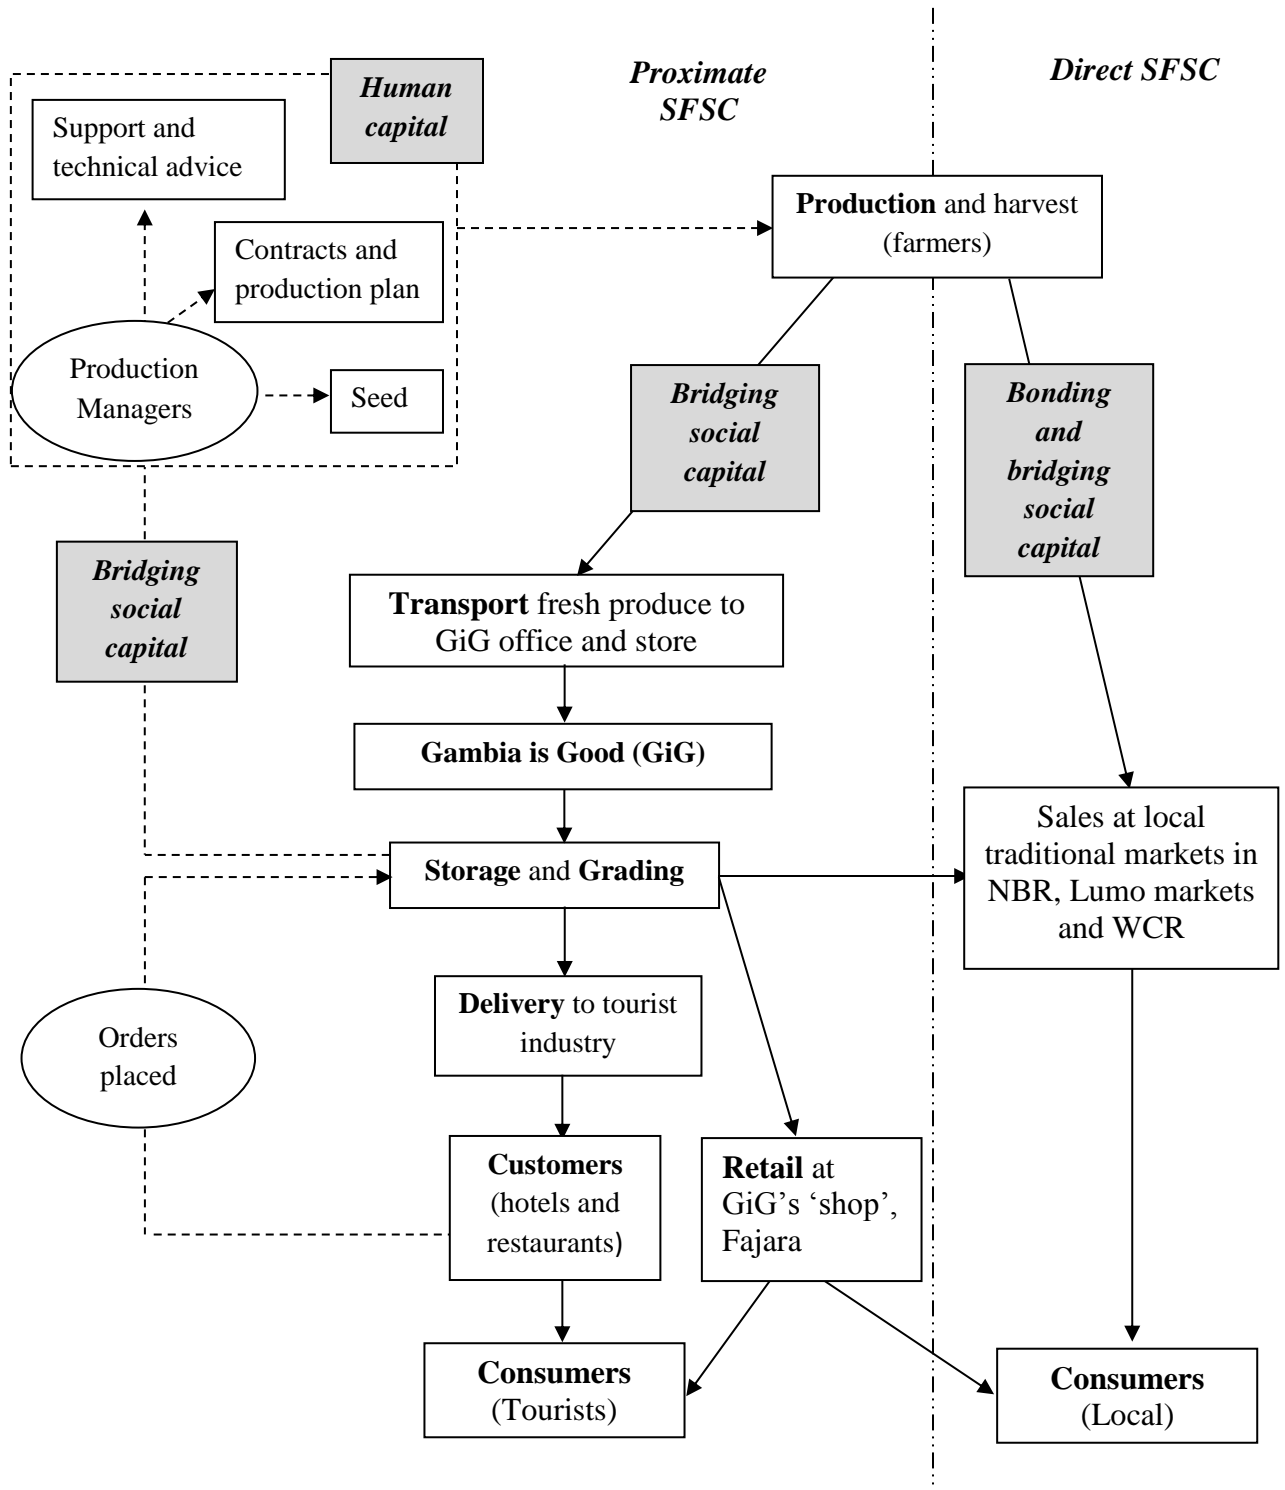 Proximate
SFSC
Direct SFSC
Human
capital
Support and
technical advice
Contracts and
production plan
Production
Managers
Seed
Production and harvest
(farmers)
Bridging
social
capital
Bonding
and
bridging
social
capital
Bridging
social
capital
Transport fresh produce to
GiG office and store
Gambia is Good (GiG)
Storage and Grading
Sales at local
traditional markets in
NBR, Lumo markets
and WCR
Delivery to tourist
industry
Orders
placed
Customers
(hotels and
restaurants)
Retail at
GiG’s ‘shop’,
Fajara
Consumers
(Tourists)
Consumers
(Local)